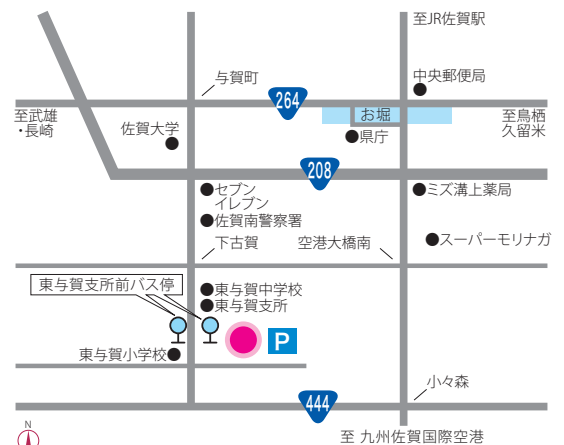 至JR佐賀駅
与賀町
中央郵便局
264
至武雄
・長崎
お堀
至鳥栖
久留米
佐賀大学
県庁
208
セブン
イレブン
ミズ溝上薬局
佐賀南警察署
下古賀
空港大橋南
スーパーモリナガ
東与賀支所前バス停
東与賀中学校
東与賀支所
P
東与賀小学校
小々森
444
N
至 九州佐賀国際空港